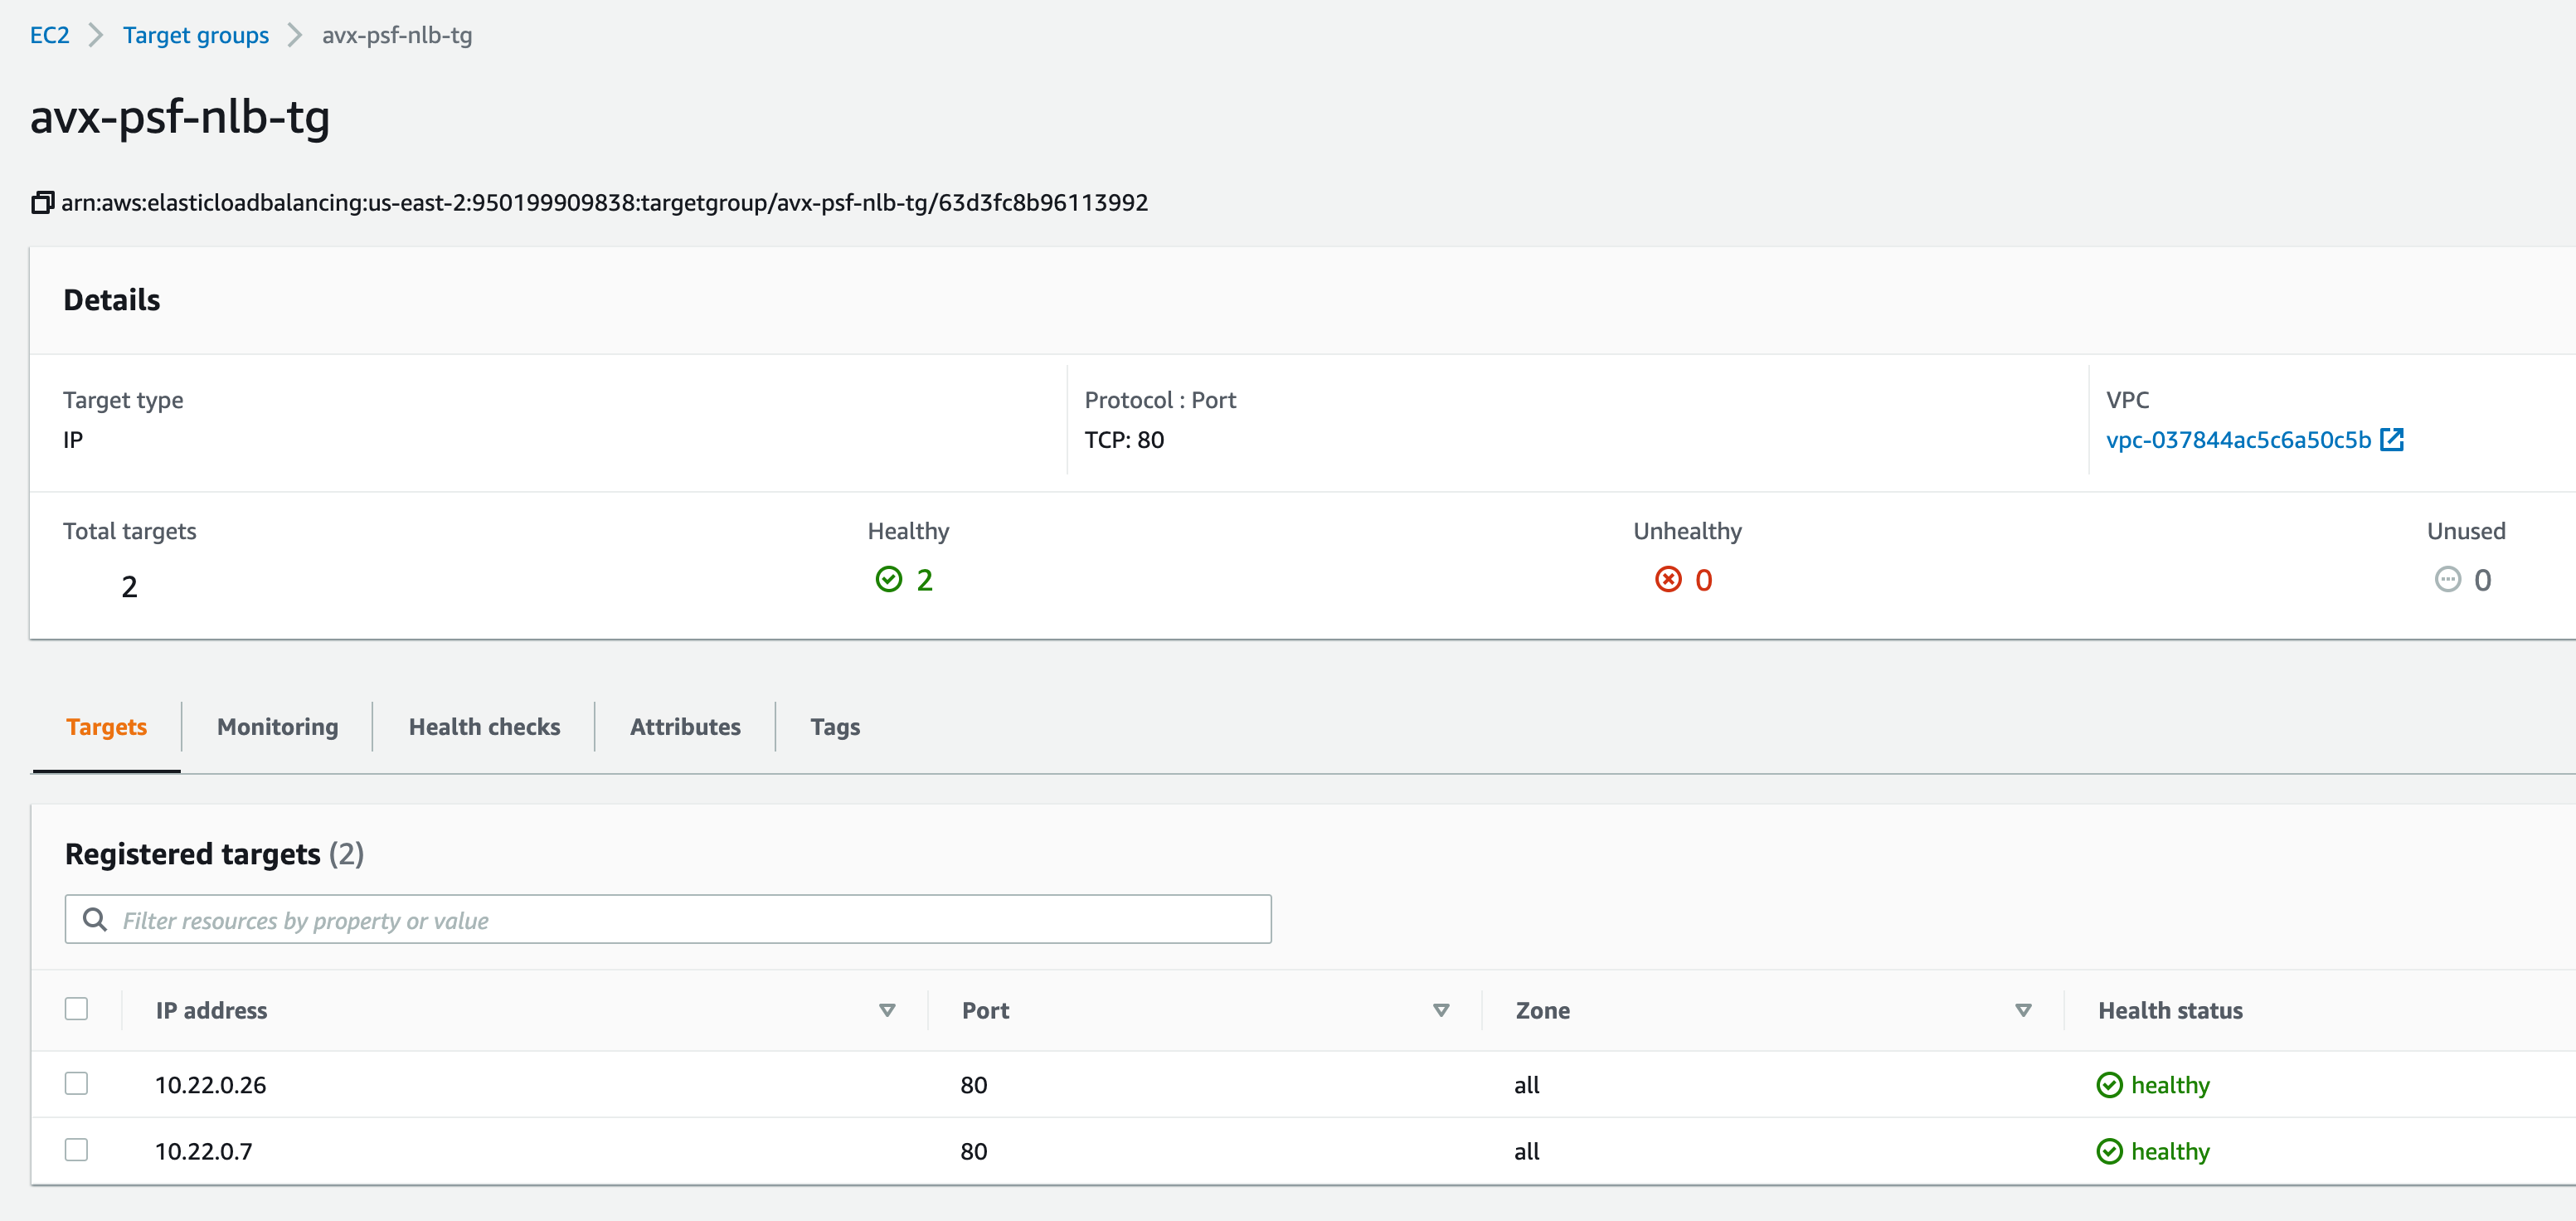 EC2 Target groups avx-psf-nlb-tg
avx-psf-nlb-tg
arn:aws:elasticloadbalancing:us-east-2:950199909838:targetgroup/avx-psf-nlb-tg/63d3fc8b96113992
Details
Target type Protocol : Port VPC
IP TCP: 80 vpc-037844ac5c6a50c5b
Total targets Healthy Unhealthy Unused
2 2 0 0
Targets Monitoring Health checks Attributes Tags
Registered targets (2)
Filter resources by property or value
IP address Port Zone Health status
10.22.0.26 80 all healthy
10.22.0.7 80 all healthy